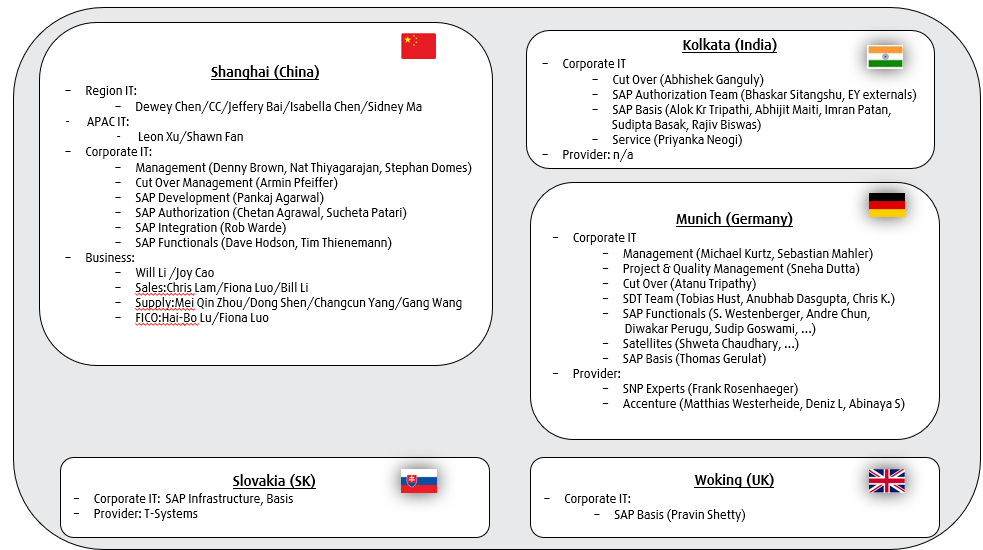 Shanghai (China)
– Region IT:
– Dewey Chen/CC/Jeffery Bai/Isabella Chen/Sidney Ma
- APAC IT:
- Leon Xu/Shawn Fan
– Corporate IT:
– Management (Denny Brown, Nat Thiyagarajan, Stephan Domes)
– Cut Over Management (Armin Pfeiffer)
– SAP Development (Pankaj Agarwal)
– SAP Authorization (Chetan Agrawal, Sucheta Patari)
– SAP Integration (Rob Warde)
– SAP Functionals (Dave Hodson, Tim Thienemann)
– Business:
– Will Li /Joy Cao
– Sales:Chris Lam/Fiona Luo/Bill Li
– Supply:Mei Qin Zhou/Dong Shen/Changcun Yang/Gang Wang
– FICO:Hai-Bo Lu/Fiona Luo
Kolkata (India)
– Corporate IT
– Cut Over (Abhishek Ganguly)
– SAP Authorization Team (Bhaskar Sitangshu, EY externals)
– SAP Basis (Alok Kr Tripathi, Abhijit Maiti, Imran Patan,
Sudipta Basak, Rajiv Biswas)
– Service (Priyanka Neogi)
– Provider: n/a
Munich (Germany)
– Corporate IT
– Management (Michael Kurtz, Sebastian Mahler)
– Project & Quality Management (Sneha Dutta)
– Cut Over (Atanu Tripathy)
– SDT Team (Tobias Hust, Anubhab Dasgupta, Chris K.)
– SAP Functionals (S. Westenberger, Andre Chun,
Diwakar Perugu, Sudip Goswami, ...)
– Satellites (Shweta Chaudhary, ...)
– SAP Basis (Thomas Gerulat)
– Provider:
– SNP Experts (Frank Rosenhaeger)
– Accenture (Matthias Westerheide, Deniz L, Abinaya S)
Slovakia (SK)
– Corporate IT: SAP Infrastructure, Basis
– Provider: T-Systems
Woking (UK)
– Corporate IT:
– SAP Basis (Pravin Shetty)